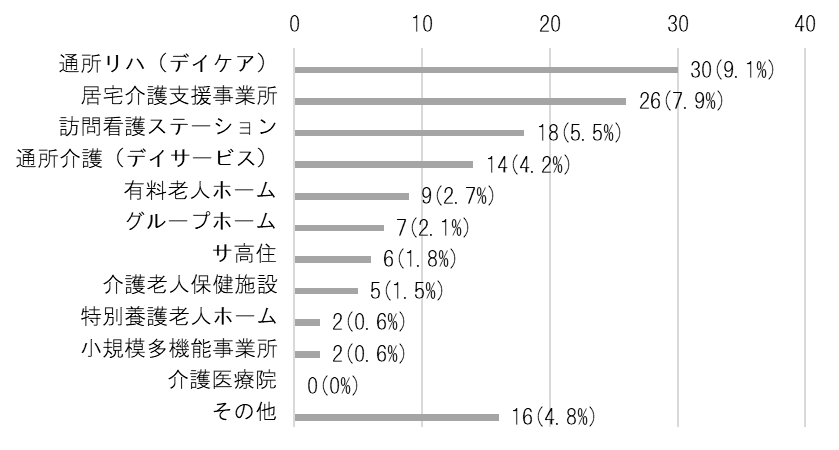 0 10 20 30 40
通所リハ（デイケア） 30(9.1%)
居宅介護支援事業所 26(7.9%)
訪問看護ステーション 18(5.5%)
通所介護（デイサービス） 14(4.2%)
有料老人ホーム 9(2.7%)
グループホーム 7(2.1%)
サ高住 6(1.8%)
介護老人保健施設 5(1.5%)
特別養護老人ホーム 2(0.6%)
小規模多機能事業所 2(0.6%)
介護医療院 0(0%)
その他 16(4.8%)